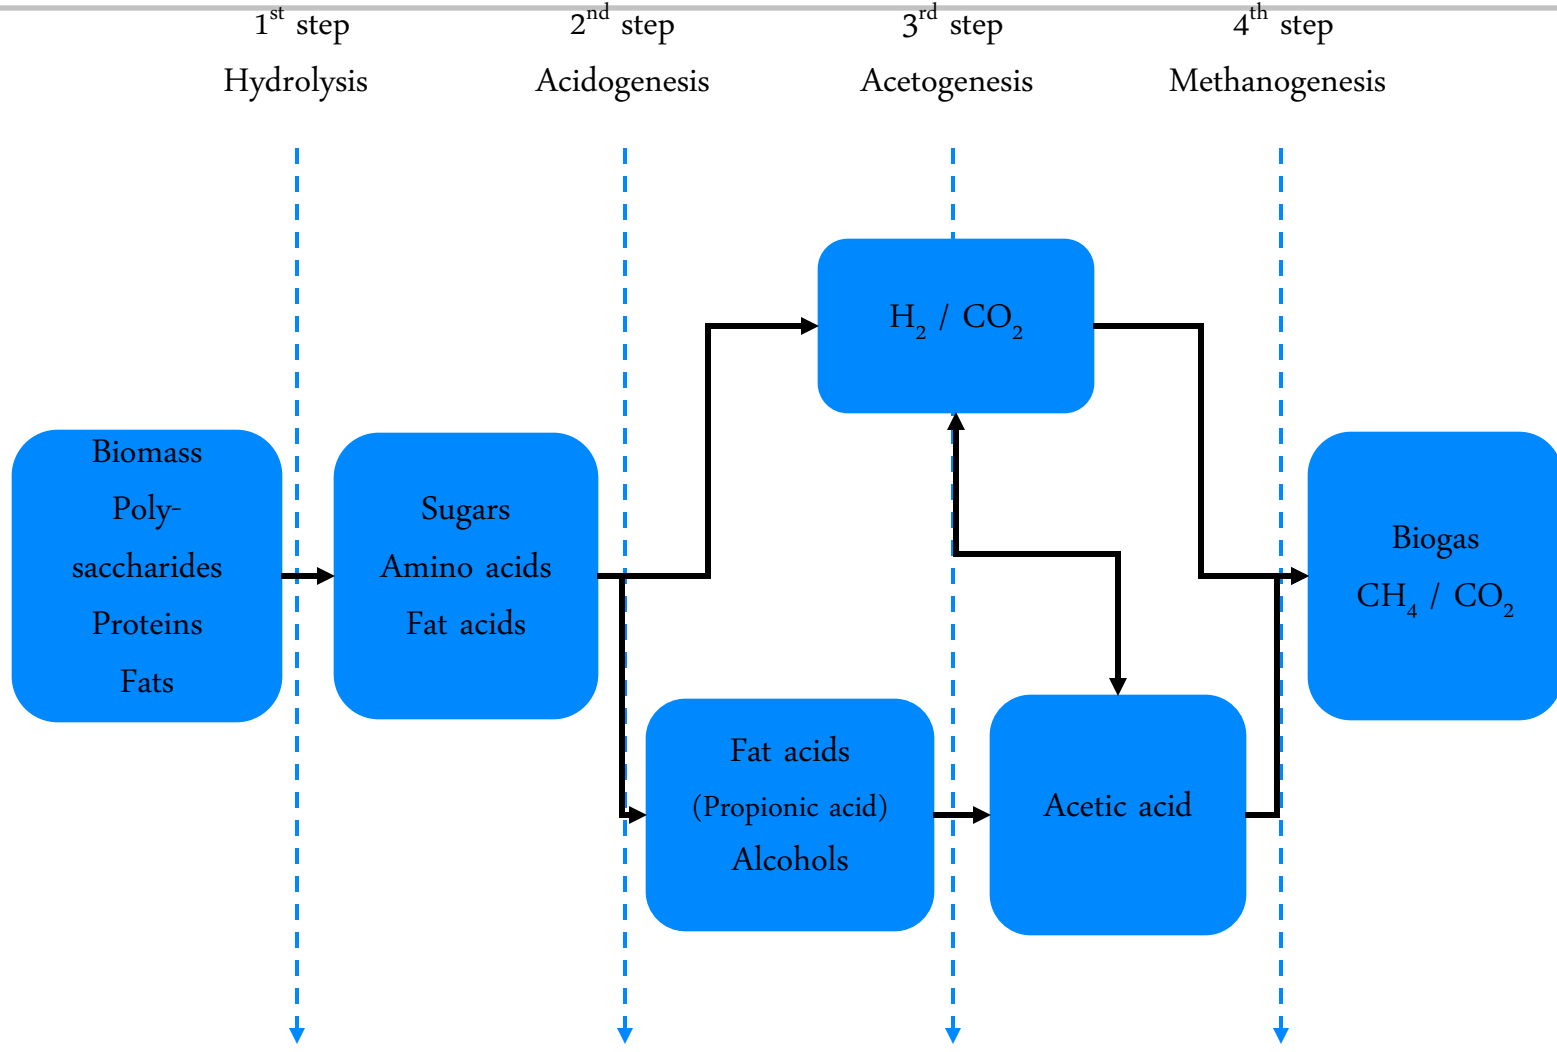 1st step
2nd step
3rd step
4th step
Hydrolysis
Acidogenesis
Acetogenesis
Methanogenesis
H2 / CO2
Biomass
Poly-
saccharides
Proteins
Fats
Sugars
Amino acids
Fat acids
Biogas
CH4 / CO2
Fat acids
(Propionic acid)
Alcohols
Acetic acid